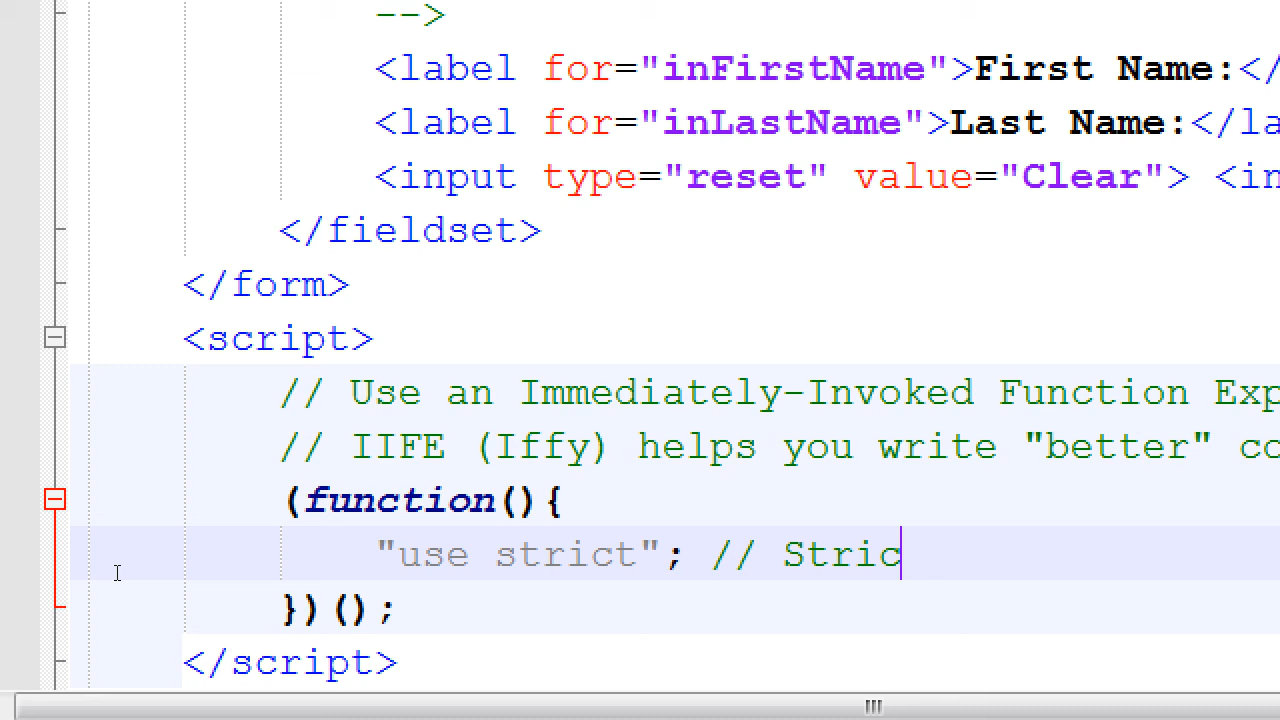 -->
<label for="inFirstName">First Name:</
<label for="inLastName">Last Name:</la
<input type="reset" value="Clear"> <in
</fieldset>
</form>
<script>
// Use an Immediately-Invoked Function Exp
// IIFE (Iffy) helps you write "better" co
(function(){
"use strict"; // Stric
})();
</script>